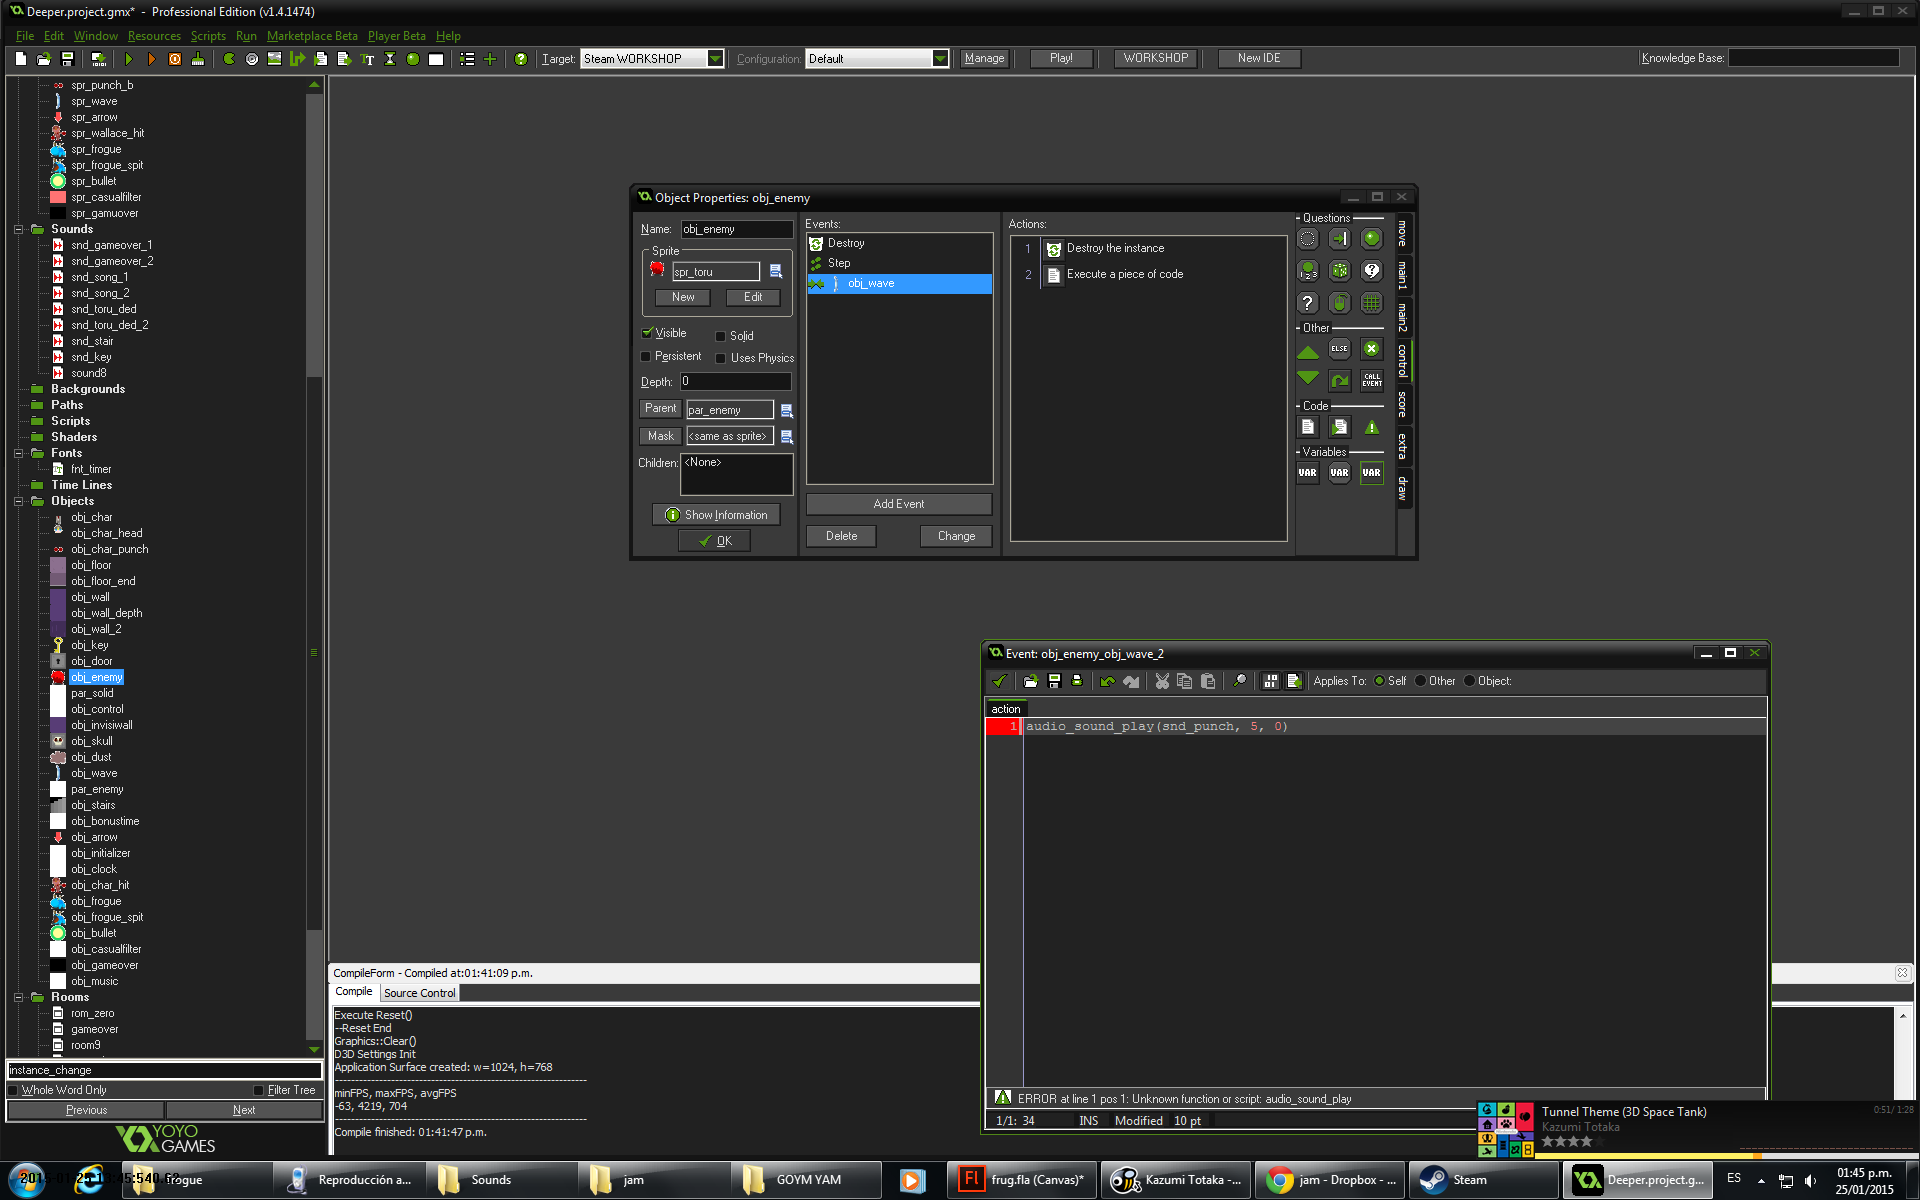 Deeper.project.gmx* - Professional Edition (v1.4.1474)
File Edit Window Resources Scripts Run Marketplace Beta Player Beta Help
Target: Steam WORKSHOP Configuration: Default Manage Play! WORKSHOP New IDE Knowledge Base:
spr_punch_b
spr_wave
spr_arrow
spr_wallace_hit
spr_frogue
spr_frogue_spit
spr_bullet
spr_casualfilter
spr_gamuover
Sounds
snd_gameover_1
snd_gameover_2
snd_song_1
snd_song_2
snd_toru_ded
snd_toru_ded_2
snd_stair
snd_key
sound8
Backgrounds
Paths
Scripts
Shaders
Fonts
fnt_timer
Time Lines
Objects
obj_char
obj_char_head
obj_char_punch
obj_floor
obj_floor_end
obj_wall
obj_wall_depth
obj_wall_2
obj_key
obj_door
obj_enemy
par_solid
obj_control
obj_invisiwall
obj_skull
obj_dust
obj_wave
par_enemy
obj_stairs
obj_bonustime
obj_arrow
obj_initializer
obj_clock
obj_char_hit
obj_frogue
obj_frogue_spit
obj_bullet
obj_casualfilter
obj_gameover
obj_music
Rooms
rom_zero
gameover
room9
instance_change
Whole Word Only Filter Tree
Previous Next
YOYO
GAMES
Object Properties: obj_enemy
Name: obj_enemy
Sprite
spr_toru
New Edit
Visible Solid
Persistent Uses Physics
Depth: 0
Parent par_enemy
Mask <same as sprite>
Children: <None>
Show Information
OK
Events:
Destroy
Step
obj_wave
Add Event
Delete Change
Actions:
1 Destroy the instance
2 Execute a piece of code
Questions
1 2 3
? ?
Other
ELSE
CALL EVENT
Code
Variables
VAR VAR VAR
move
main1
main2
control
score
extra
draw
Event: obj_enemy_obj_wave_2
Applies To: Self Other Object:
action
1 audio_sound_play(snd_punch, 5, 0)
ERROR at line 1 pos 1: Unknown function or script: audio_sound_play
1/1: 34 INS Modified 10 pt
CompileForm - Compiled at:01:41:09 p.m.
Compile Source Control
Execute Reset()
--Reset End
Graphics::Clear()
D3D Settings Init
Application Surface created: w=1024, h=768
minFPS, maxFPS, avgFPS
-63, 4219, 704
Compile finished: 01:41:47 p.m.
Tunnel Theme (3D Space Tank) 0:51/ 1:28
Kazumi Totaka
Reproducción a... Sounds jam GOYM YAM Fl frug.fla (Canvas)* Kazumi Totaka -... jam - Dropbox - ... Steam Deeper.project.g... ES
01:45 p.m.
25/01/2015